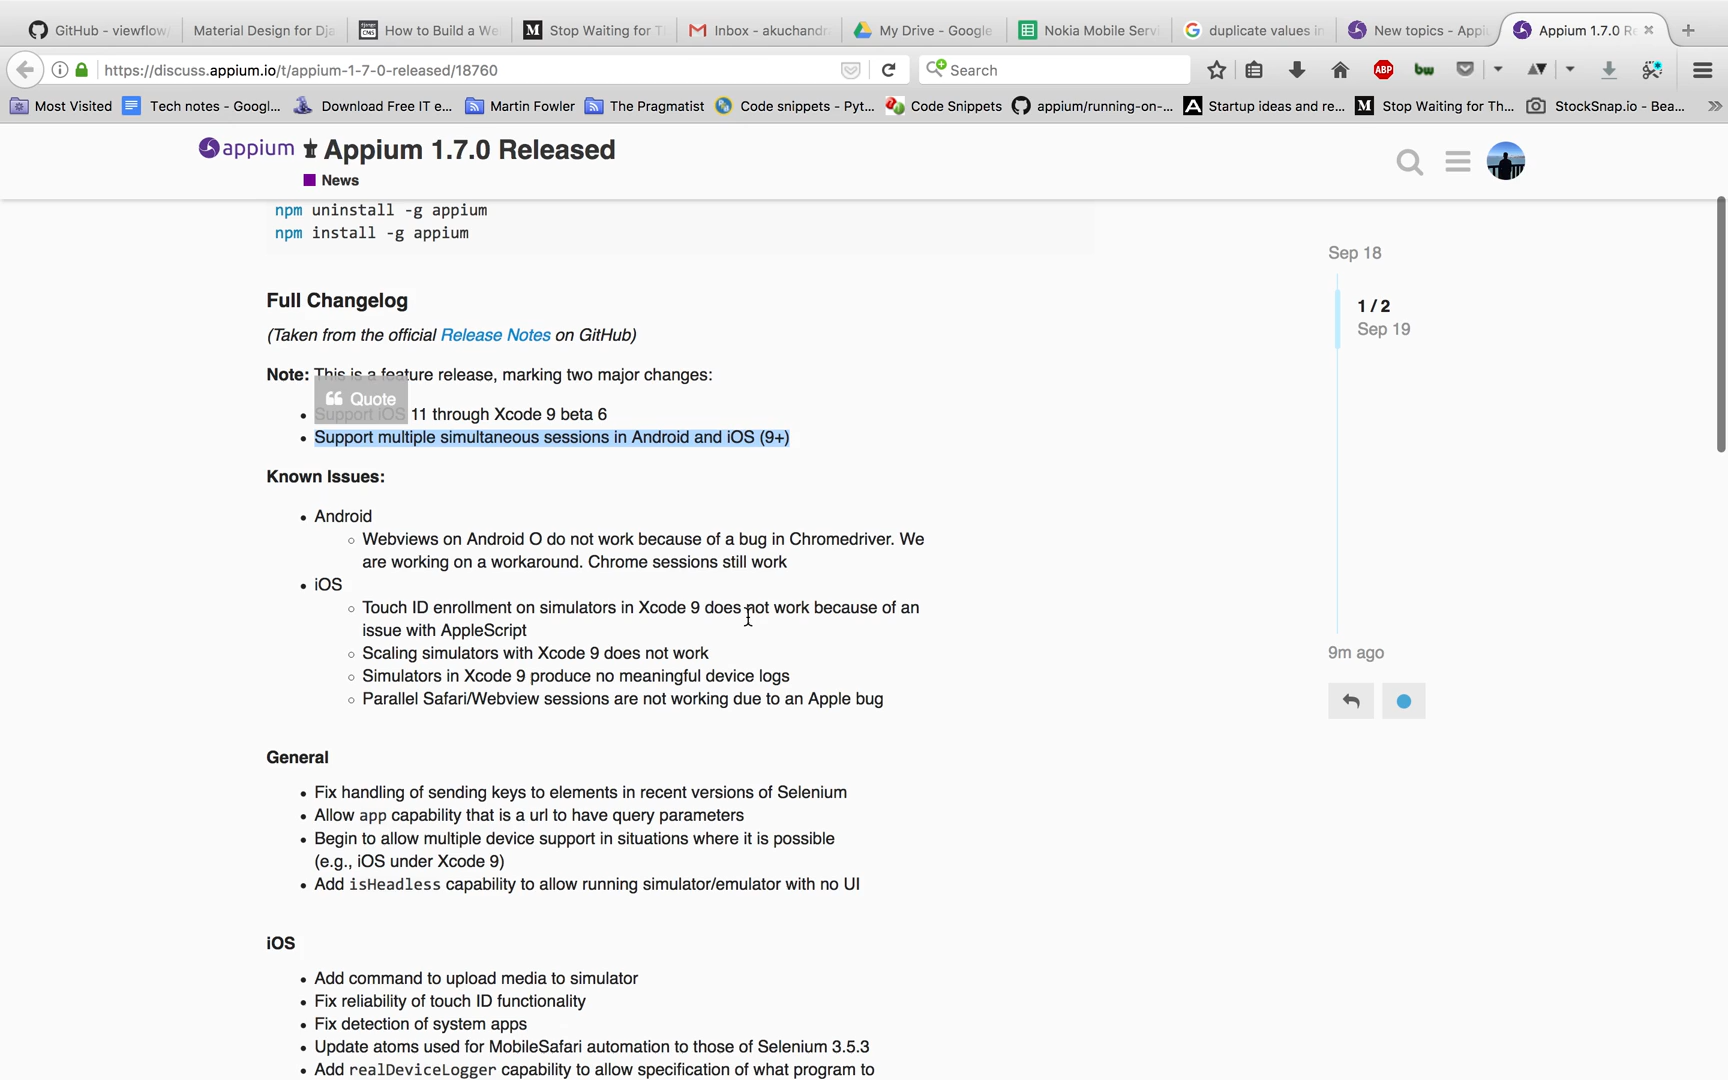 GitHub - viewflow/
Material Design for Dja
How to Build a We
Stop Waiting for T
Inbox - akuchandra
My Drive - Google
Nokia Mobile Servi
duplicate values in
New topics - Appi
Appium 1.7.0 Re
https://discuss.appium.io/t/appium-1-7-0-released/18760
Search
ABP
bw
Most Visited
Tech notes - Googl...
Download Free IT e...
Martin Fowler
The Pragmatist
Code snippets - Pyt...
Code Snippets
appium/running-on-...
Startup ideas and re...
Stop Waiting for Th...
StockSnap.io - Bea...
appium
Appium 1.7.0 Released
News
npm uninstall -g appium
npm install -g appium
Full Changelog
(Taken from the official Release Notes on GitHub)
Note: This is a feature release, marking two major changes:
Quote
Support iOS 11 through Xcode 9 beta 6
Support multiple simultaneous sessions in Android and iOS (9+)
Known Issues:
Android
Webviews on Android O do not work because of a bug in Chromedriver. We
are working on a workaround. Chrome sessions still work
iOS
Touch ID enrollment on simulators in Xcode 9 does not work because of an
issue with AppleScript
Scaling simulators with Xcode 9 does not work
Simulators in Xcode 9 produce no meaningful device logs
Parallel Safari/Webview sessions are not working due to an Apple bug
General
Fix handling of sending keys to elements in recent versions of Selenium
Allow app capability that is a url to have query parameters
Begin to allow multiple device support in situations where it is possible
(e.g., iOS under Xcode 9)
Add isHeadless capability to allow running simulator/emulator with no UI
iOS
Add command to upload media to simulator
Fix reliability of touch ID functionality
Fix detection of system apps
Update atoms used for MobileSafari automation to those of Selenium 3.5.3
Add realDeviceLogger capability to allow specification of what program to
Sep 18
1 / 2
Sep 19
9m ago